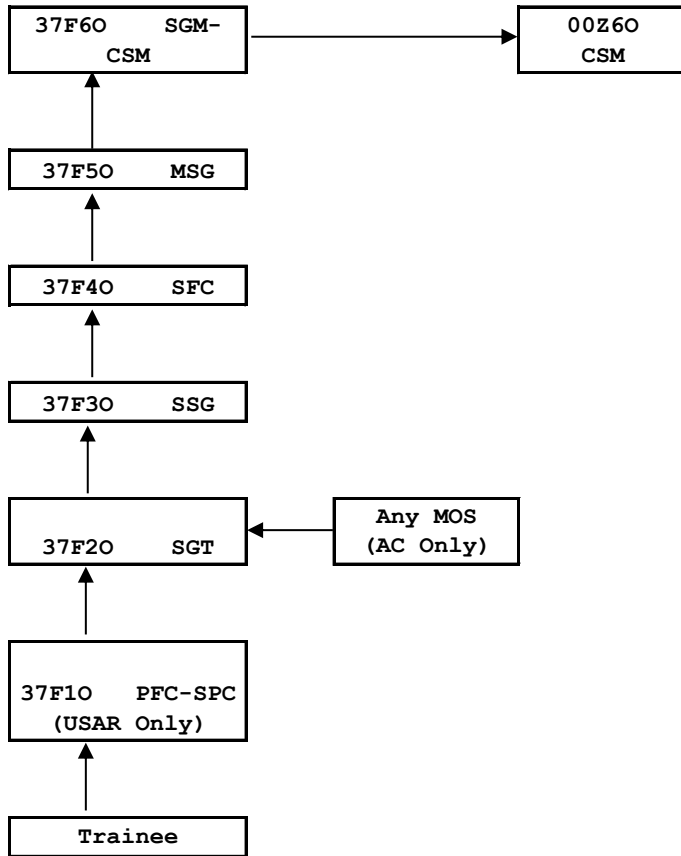 37F6O SGM-
CSM
00Z6O
CSM
37F5O MSG
37F4O SFC
37F3O SSG
37F2O SGT
Any MOS
(AC Only)
37F1O PFC-SPC
(USAR Only)
Trainee